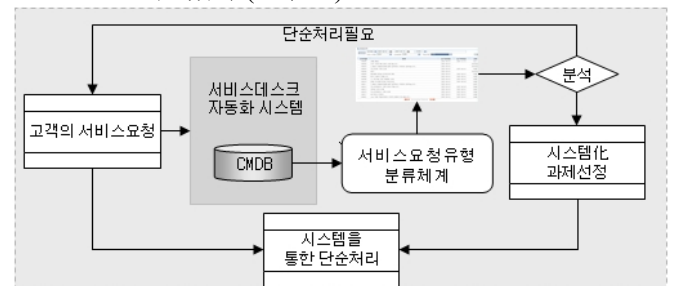 단순처리필요
서비스데스크
자동화 시스템
분석
고객의 서비스요청
CMDB
서비스요청유형
분류체계
시스템化
과제선정
시스템을
통한 단순처리